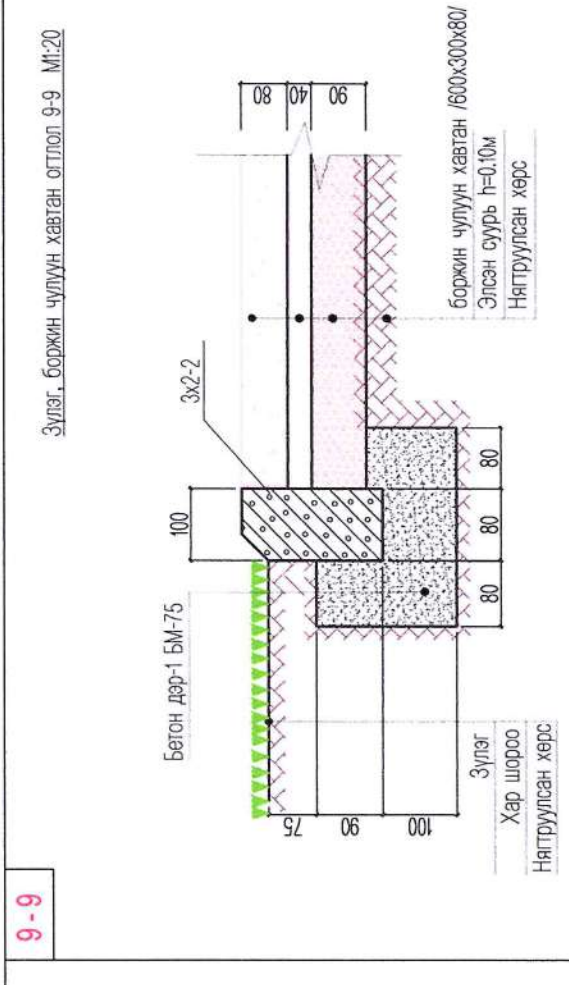 9 - 9
Зүлэг, боржин чулуун хавтан огтлол 9-9 М1:20
Бетон дэр-1 БМ-75
3х2-2
100
80
40
90
75
90
100
80
80
80
Зүлэг
Хар шороо
Нягтруулсан хөрс
боржин чулуун хавтан /600х300х80/
Элсэн суурь h=0.10м
Нягтруулсан хөрс